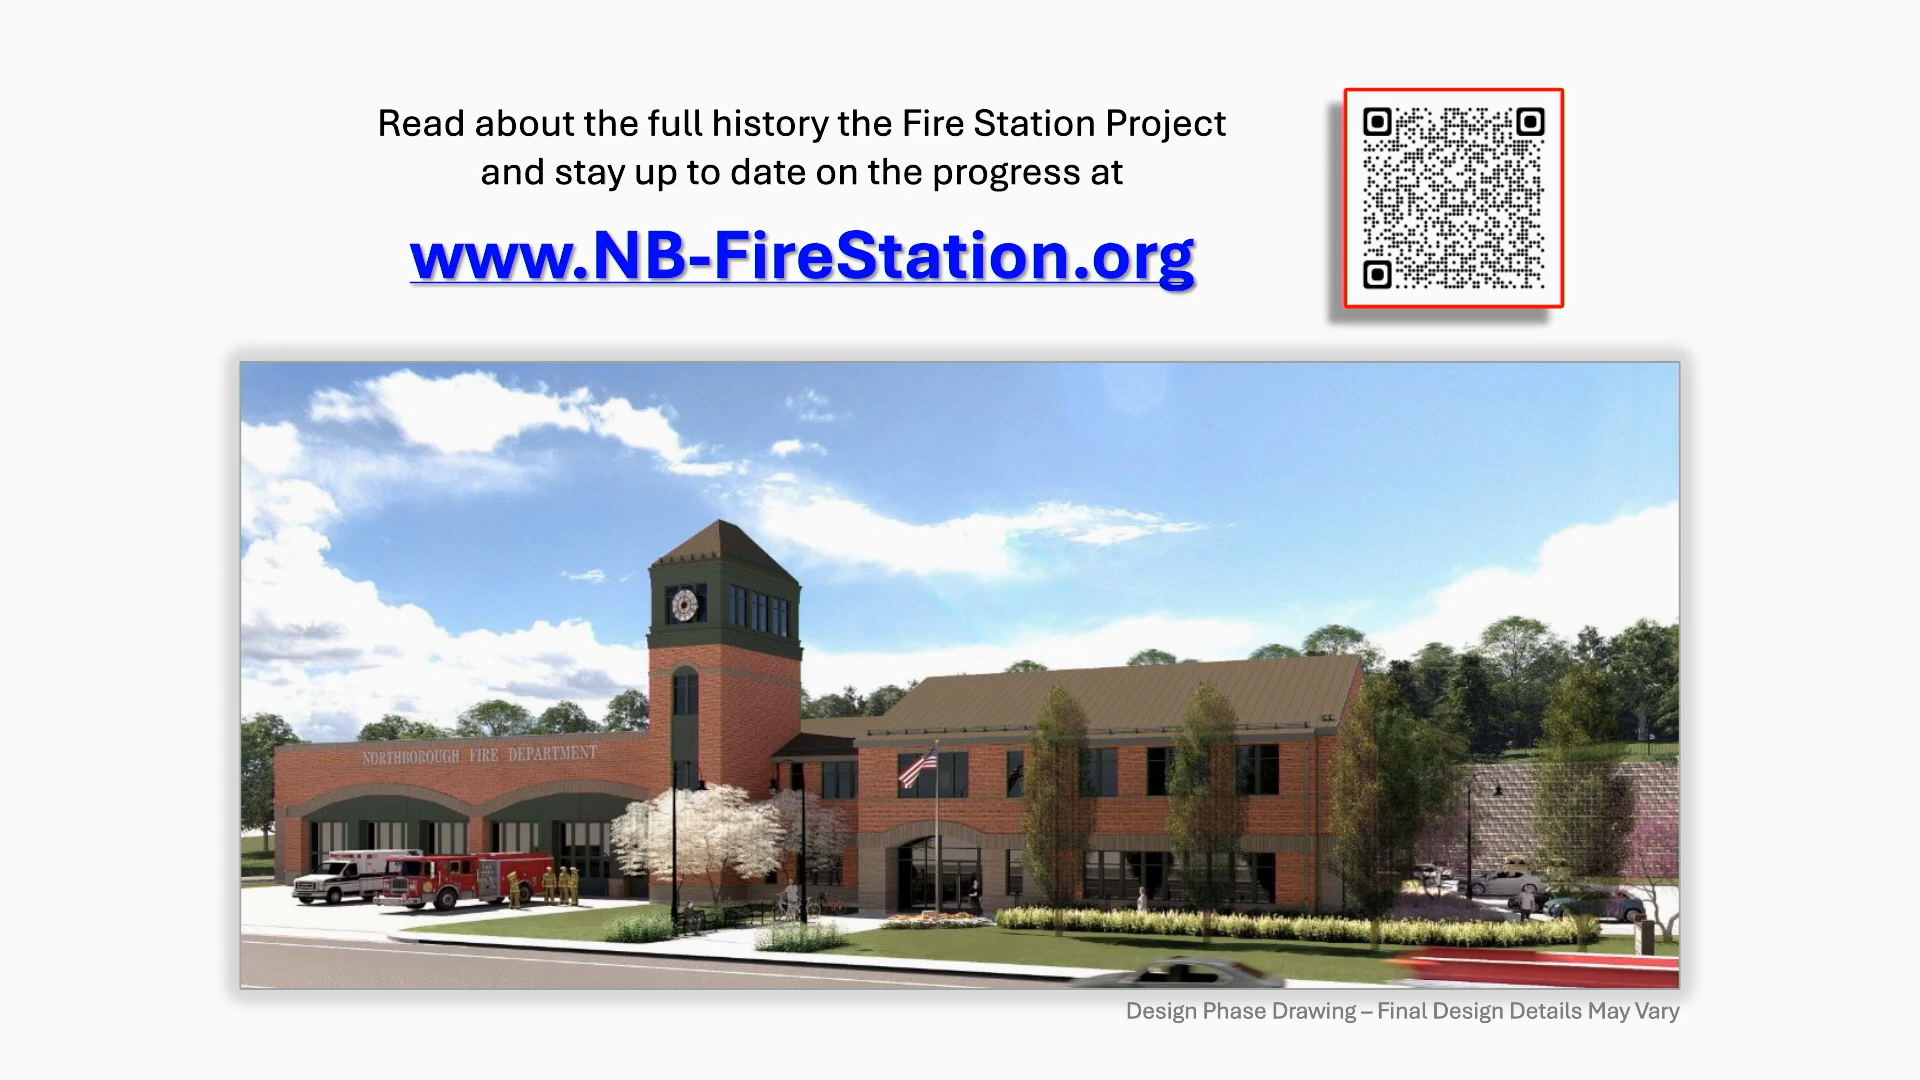 Read about the full history the Fire Station Project
and stay up to date on the progress at
www.NB-FireStation.org
NORTHBOROUGH FIRE DEPARTMENT
Design Phase Drawing – Final Design Details May Vary